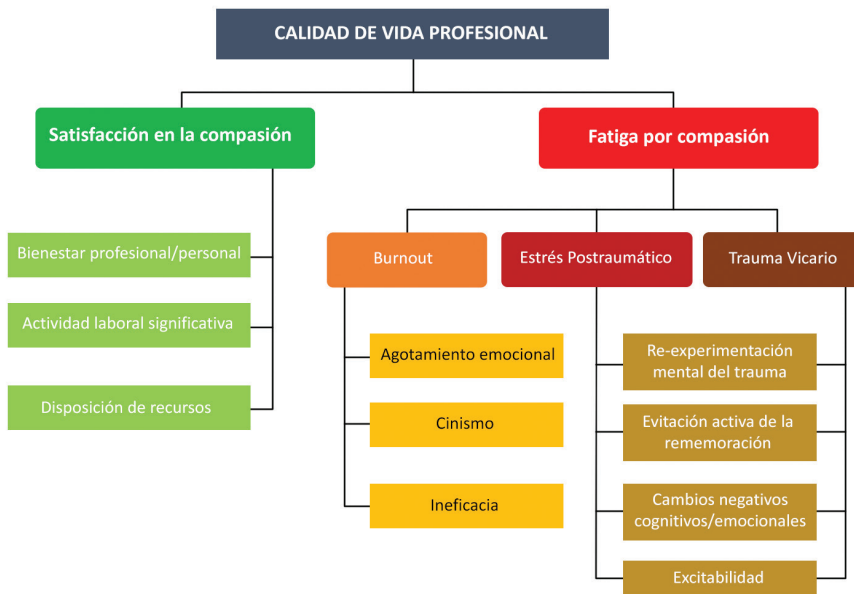 CALIDAD DE VIDA PROFESIONAL
Satisfacción en la compasión
Fatiga por compasión
Bienestar profesional/personal
Actividad laboral significativa
Disposición de recursos
Burnout
Estrés Postraumático
Trauma Vicario
Agotamiento emocional
Cinismo
Ineficacia
Re-experimentación
mental del trauma
Evitación activa de la
rememoración
Cambios negativos
cognitivos/emocionales
Excitabilidad